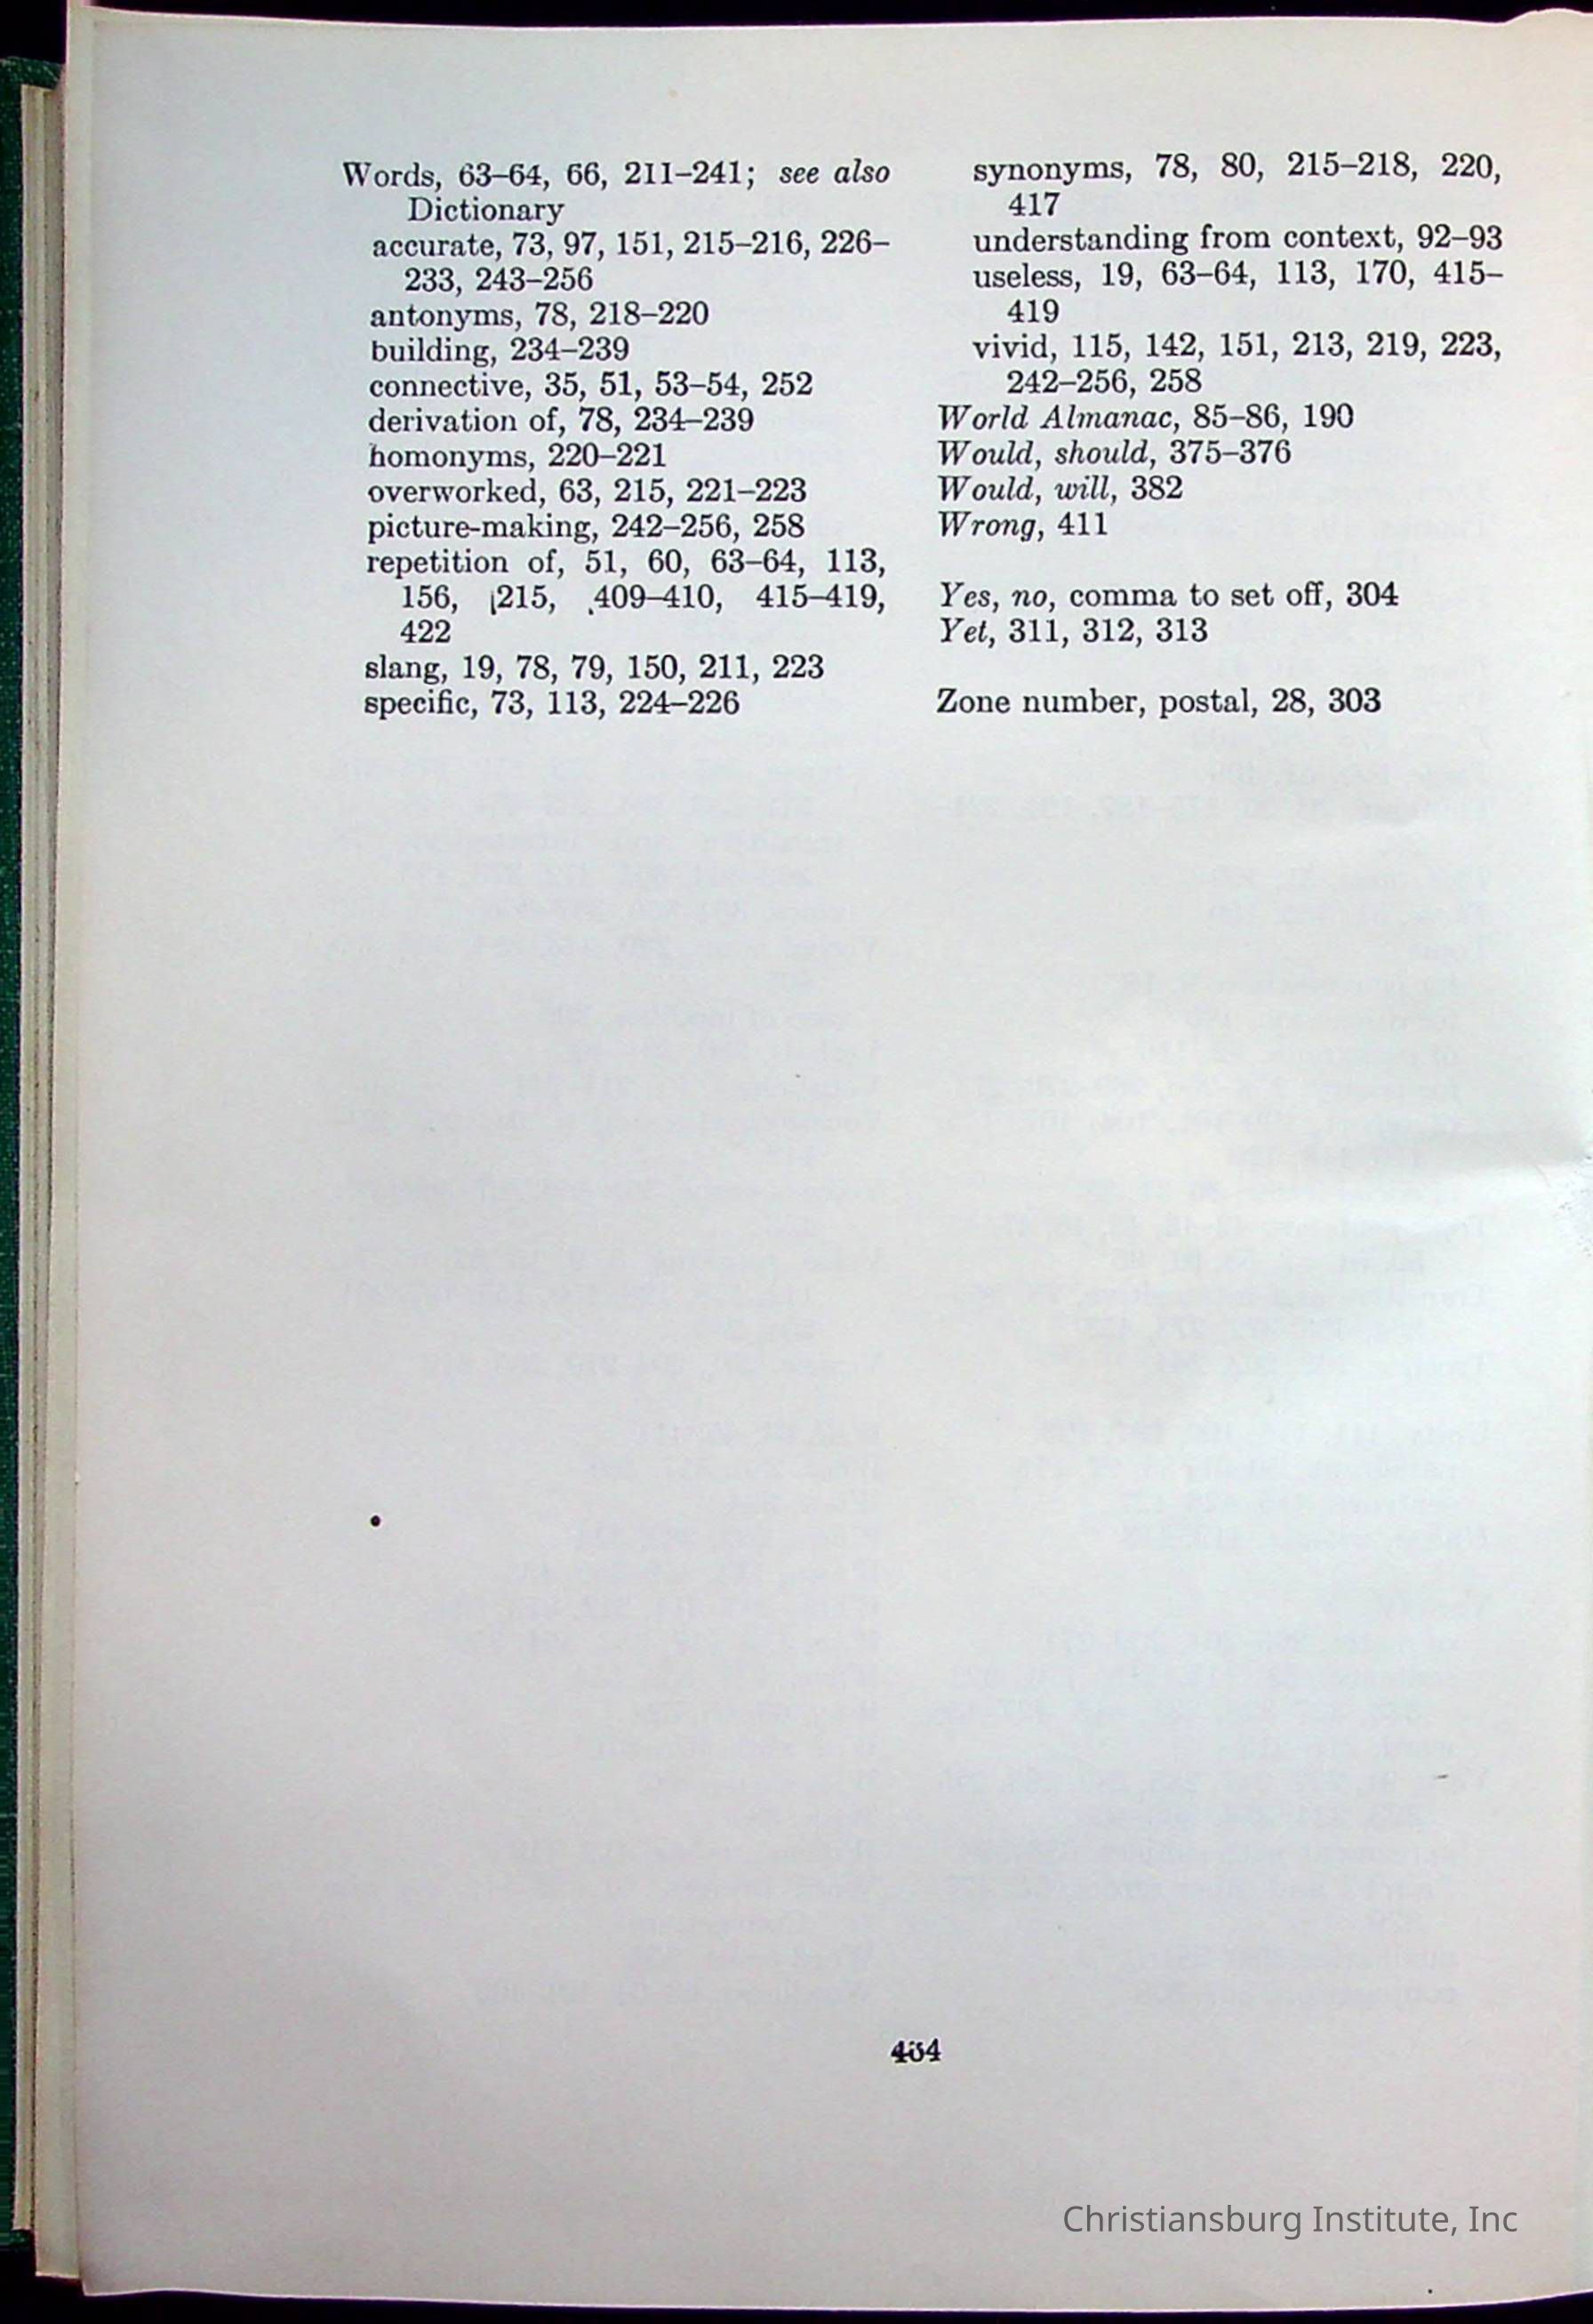 Words, 63–64, 66, 211–241; see also
Dictionary
accurate, 73, 97, 151, 215–216, 226–
233, 243–256
antonyms, 78, 218–220
building, 234–239
connective, 35, 51, 53–54, 252
derivation of, 78, 234–239
homonyms, 220–221
overworked, 63, 215, 221–223
picture-making, 242–256, 258
repetition of, 51, 60, 63–64, 113,
156, 215, 409–410, 415–419,
422
slang, 19, 78, 79, 150, 211, 223
specific, 73, 113, 224–226
synonyms, 78, 80, 215–218, 220,
417
understanding from context, 92–93
useless, 19, 63–64, 113, 170, 415–
419
vivid, 115, 142, 151, 213, 219, 223,
242–256, 258
World Almanac, 85–86, 190
Would, should, 375–376
Would, will, 382
Wrong, 411
Yes, no, comma to set off, 304
Yet, 311, 312, 313
Zone number, postal, 28, 303
Christiansburg Institute, Inc